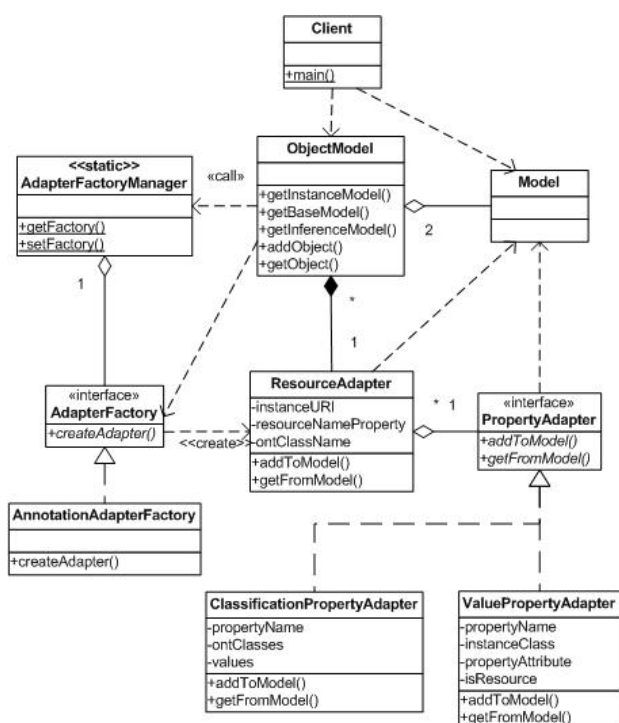 Client
+main()
<<static>>
AdapterFactoryManager
+getFactory()
+setFactory()
«call»
ObjectModel
+getInstanceModel()
+getBaseModel()
+getInferenceModel()
+addObject()
+getObject()
2
Model
1
*
1
«interface»
AdapterFactory
+createAdapter()
<<create>>
ResourceAdapter
-instanceURI
-resourceNameProperty
-ontClassName
+addToModel()
+getFromModel()
* 1
«interface»
PropertyAdapter
+addToModel()
+getFromModel()
AnnotationAdapterFactory
+createAdapter()
ClassificationPropertyAdapter
-propertyName
-ontClasses
-values
+addToModel()
+getFromModel()
ValuePropertyAdapter
-propertyName
-instanceClass
-propertyAttribute
-isResource
+addToModel()
+getFromModel()